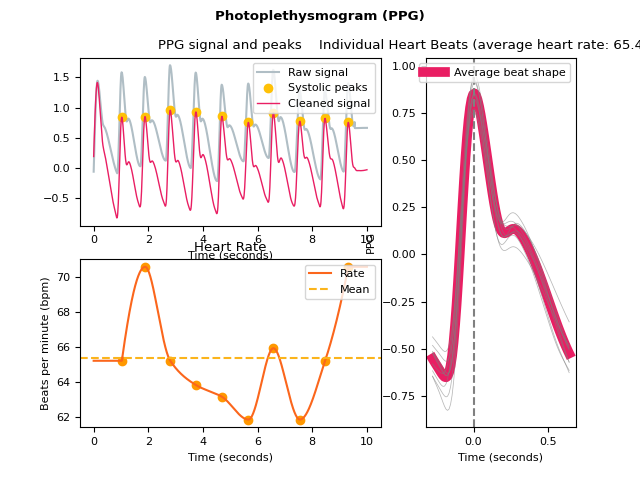 Photoplethysmogram (PPG)
PPG signal and peaks
Individual Heart Beats (average heart rate: 65.4
Raw signal
Systolic peaks
Cleaned signal
1.5
1.0
0.5
0.0
−0.5
0 2 4 6 8 10
Time (seconds)
Heart Rate
Rate
Mean
Beats per minute (bpm)
70
68
66
64
62
0 2 4 6 8 10
Time (seconds)
Average beat shape
PPG
1.00
0.75
0.50
0.25
0.00
−0.25
−0.50
−0.75
0.0 0.5
Time (seconds)